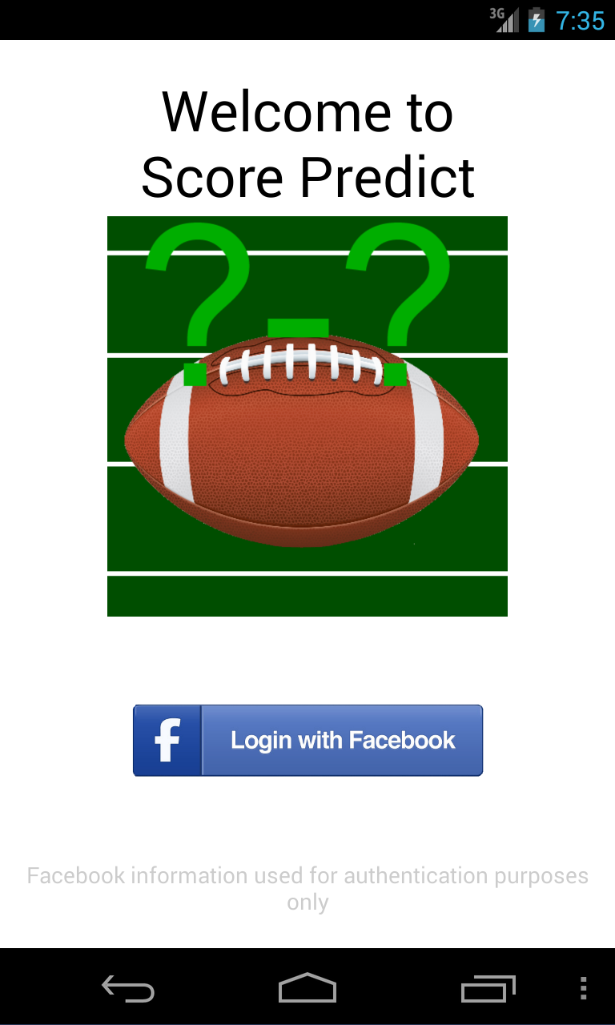 3G 7:35
Welcome to
Score Predict
? - ?
f Login with Facebook
Facebook information used for authentication purposes
only